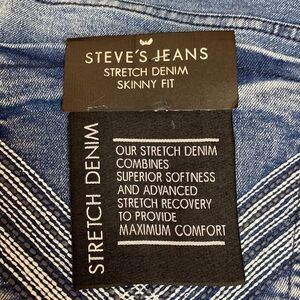 STEVE'S JEANS
STRETCH DENIM
SKINNY FIT
STRETCH DENIM
OUR STRETCH DENIM
COMBINES
SUPERIOR SOFTNESS
AND ADVANCED
STRETCH RECOVERY
TO PROVIDE
MAXIMUM COMFORT